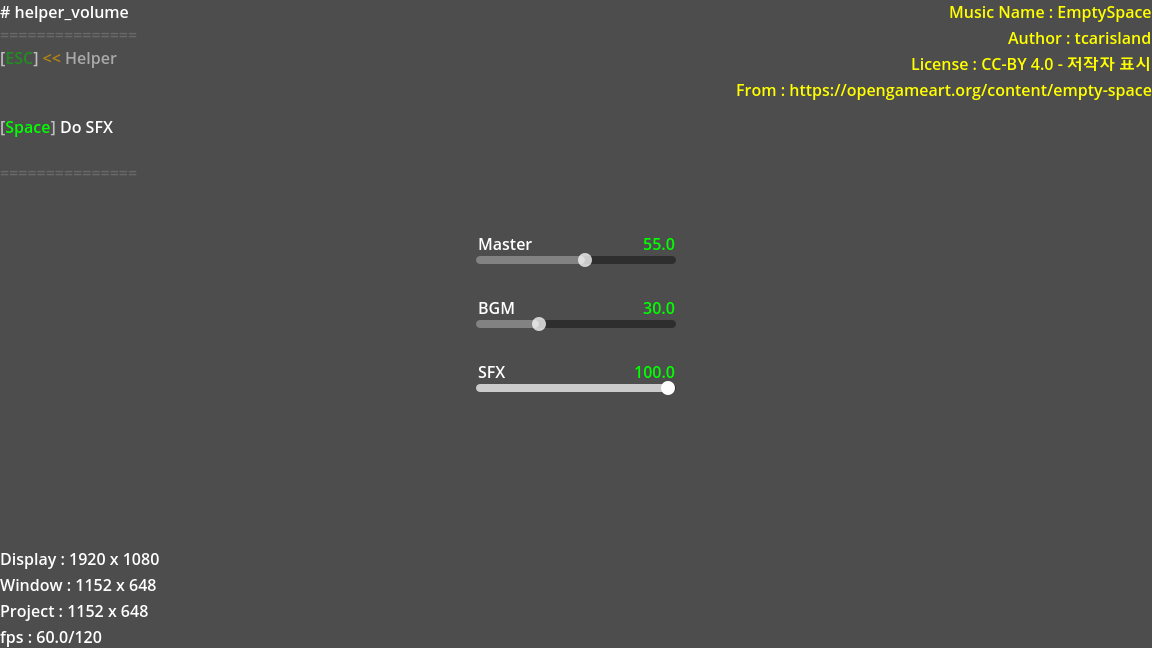 # helper_volume
===============
[ESC] << Helper
[Space] Do SFX
===============
Music Name : EmptySpace
Author : tcarisland
License : CC-BY 4.0 - 저작자 표시
From : https://opengameart.org/content/empty-space
Master 55.0
BGM 30.0
SFX 100.0
Display : 1920 x 1080
Window : 1152 x 648
Project : 1152 x 648
fps : 60.0/120